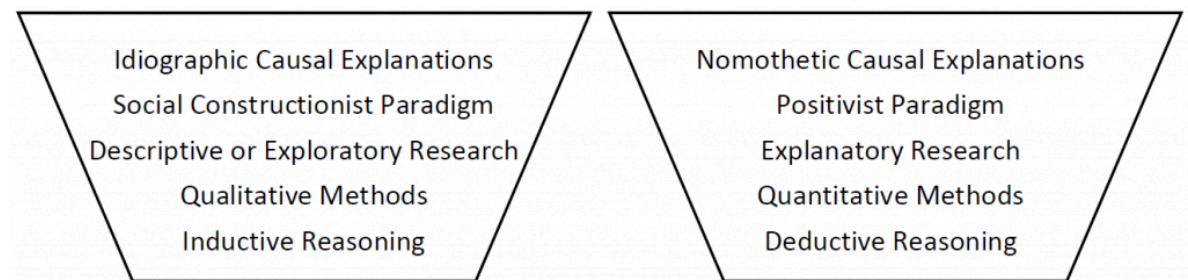 Idiographic Causal Explanations
Social Constructionist Paradigm
Descriptive or Exploratory Research
Qualitative Methods
Inductive Reasoning
Nomothetic Causal Explanations
Positivist Paradigm
Explanatory Research
Quantitative Methods
Deductive Reasoning